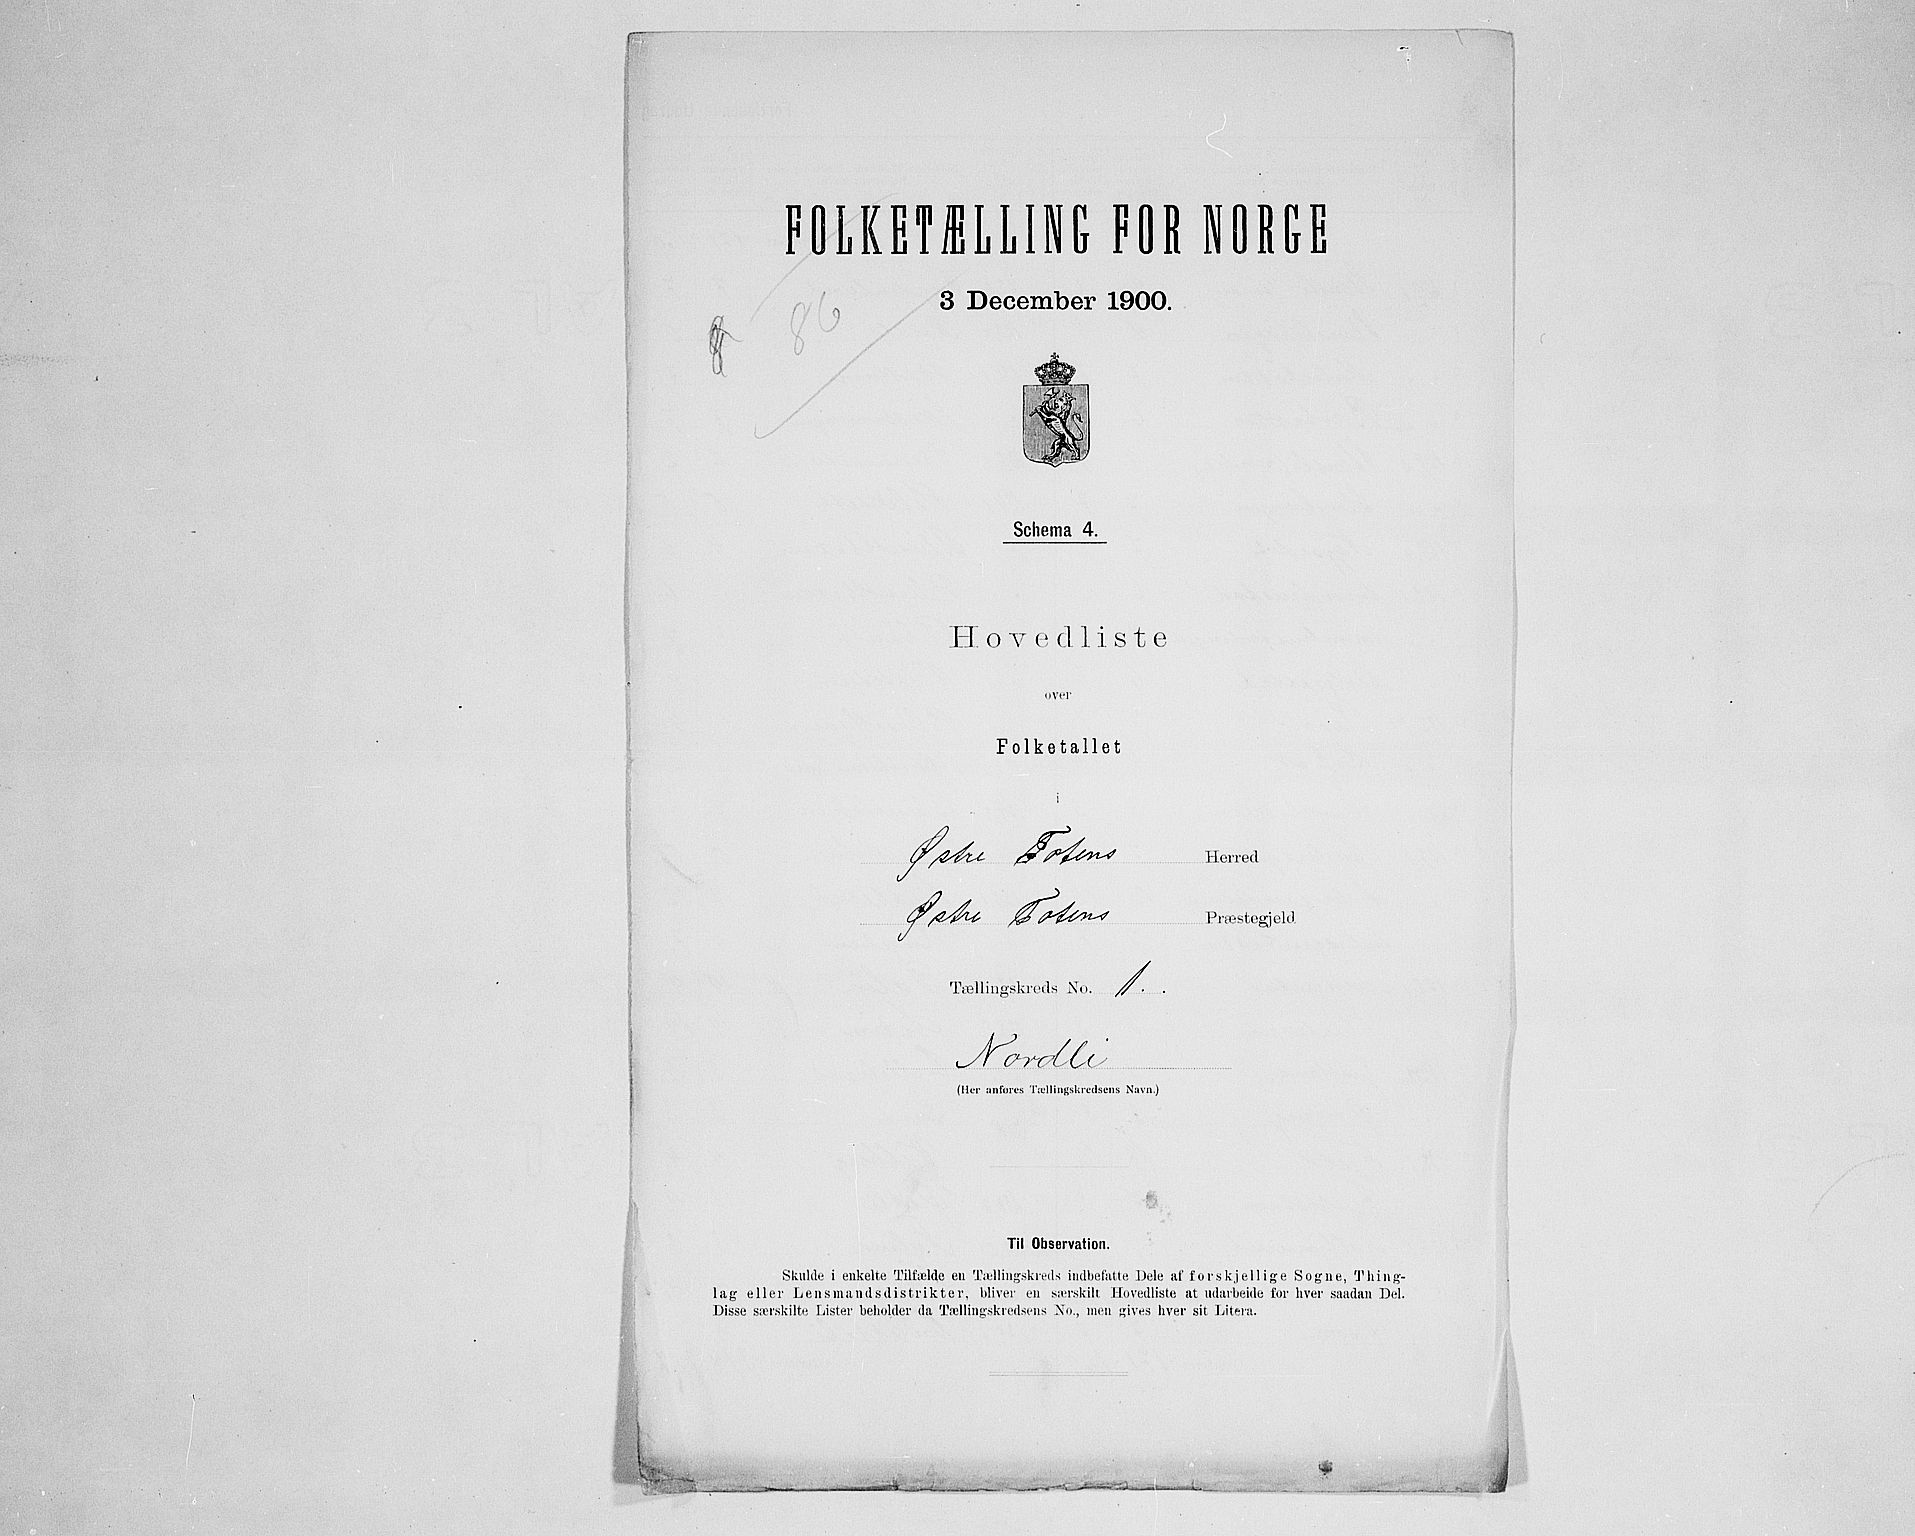 FOLKETÆLLING FOR NORGE
3 December 1900.
86
Schema 4.
Hovedliste
over
Folketallet
i
Østre Totens Herred
Østre Totens Præstegjeld
Tællingskreds No. 1.
Nordli
(Her anføres Tællingskredsens Navn.)
Til Observation.
Skulde i enkelte Tilfælde en Tællingskreds indbefatte Dele af forskjellige Sogne, Thing-
lag eller Lensmandsdistrikter, bliver en særskilt Hovedliste at udarbeide for hver saadan Del.
Disse særskilte Lister beholder da Tællingskredsens No., men gives hver sit Litera.